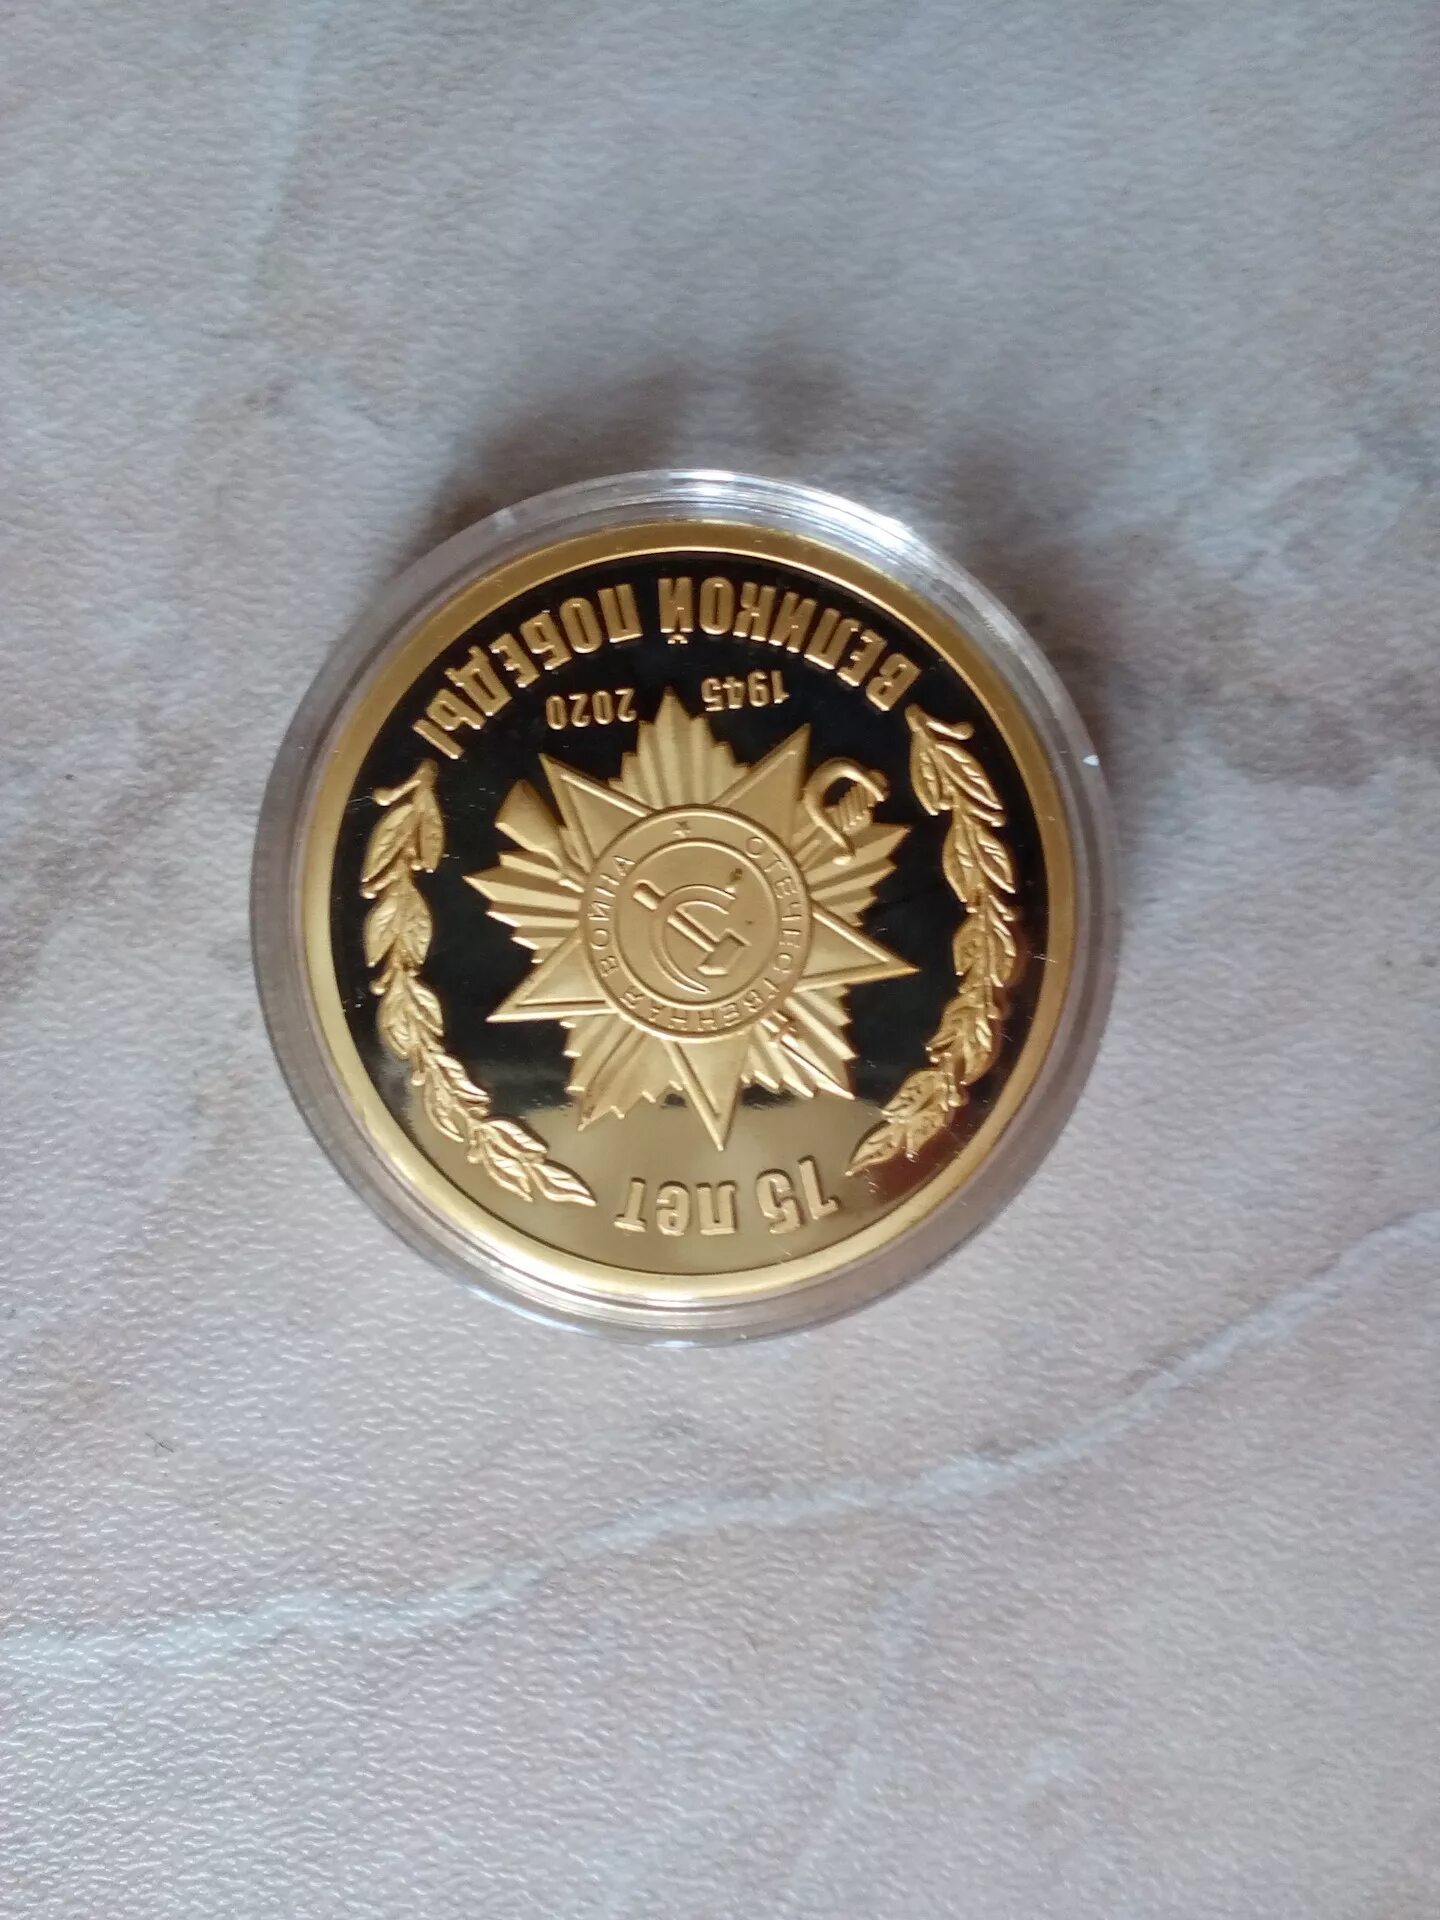 75 лет
ОТЕЧЕСТВЕННАЯ ВОЙНА
1945 2020
ВЕЛИКОЙ ПОБЕДЫ